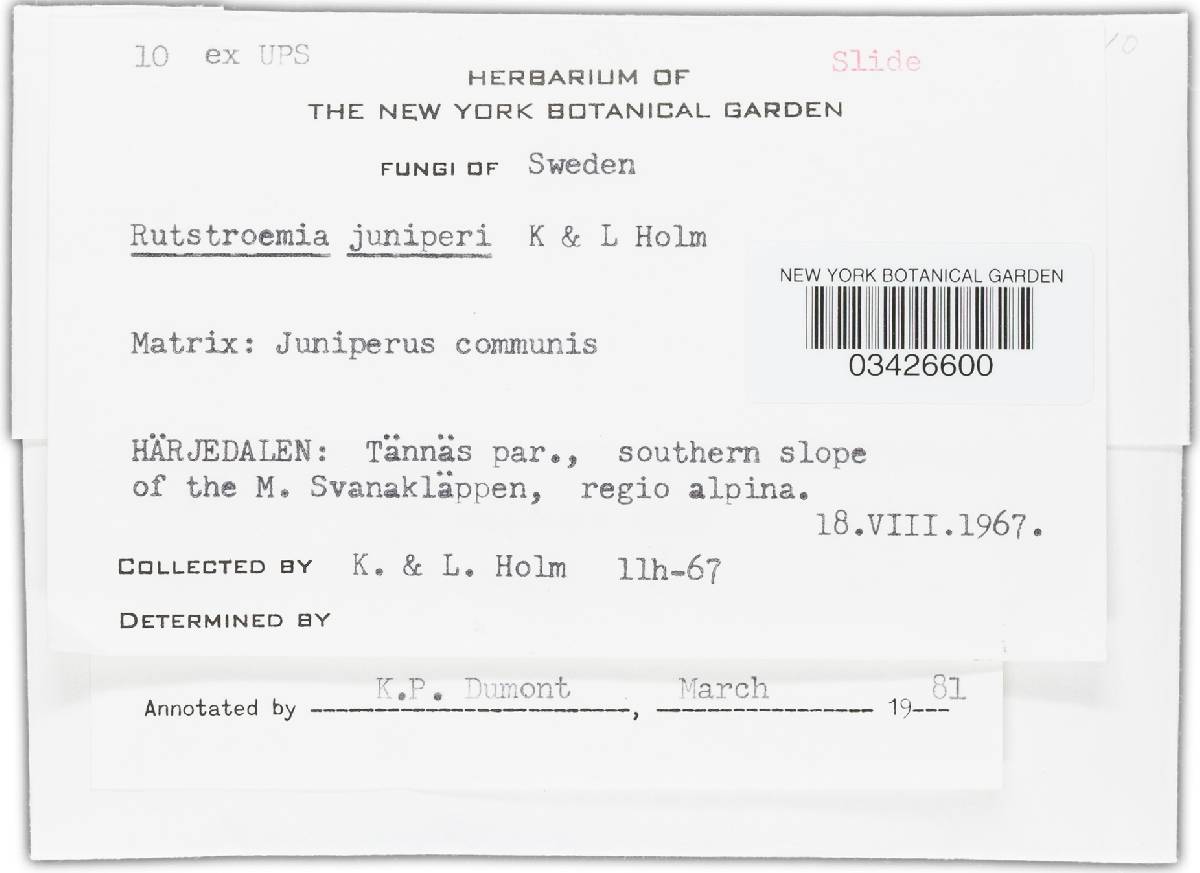 10 ex UPS
Slide
10
HERBARIUM OF
THE NEW YORK BOTANICAL GARDEN
FUNGI OF Sweden
Rutstroemia juniperi K & L Holm
NEW YORK BOTANICAL GARDEN
03426600
Matrix: Juniperus communis
HÄRJEDALEN: Tännäs par., southern slope
of the M. Svanakläppen, regio alpina.
18.VIII.1967.
COLLECTED BY K. & L. Holm 11h-67
DETERMINED BY
Annotated by K.P. Dumont, March 1981